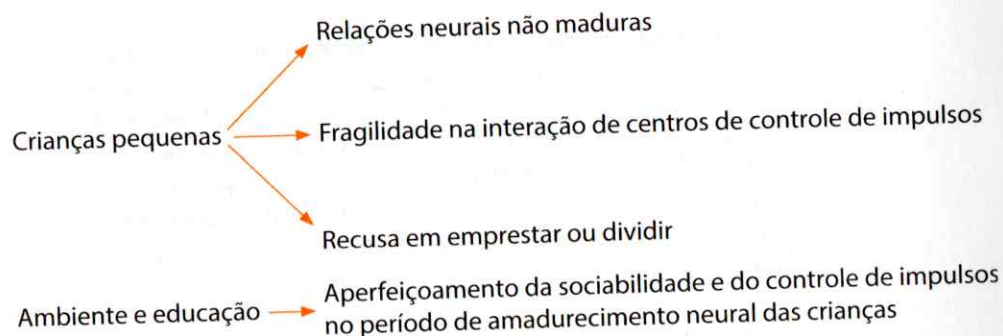 Relações neurais não maduras
Crianças pequenas
Fragilidade na interação de centros de controle de impulsos
Recusa em emprestar ou dividir
Ambiente e educação
Aperfeiçoamento da sociabilidade e do controle de impulsos
no período de amadurecimento neural das crianças